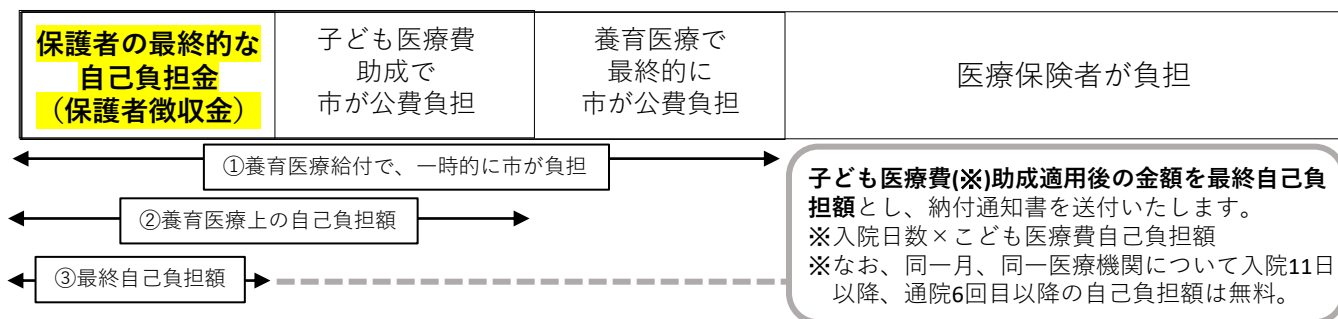 保護者の最終的な
自己負担金
（保護者徴収金）
子ども医療費
助成で
市が公費負担
養育医療で
最終的に
市が公費負担
医療保険者が負担
①養育医療給付で、一時的に市が負担
②養育医療上の自己負担額
③最終自己負担額
子ども医療費(※)助成適用後の金額を最終自己負
担額とし、納付通知書を送付いたします。
※入院日数×こども医療費自己負担額
※なお、同一月、同一医療機関について入院11日
以降、通院6回目以降の自己負担額は無料。